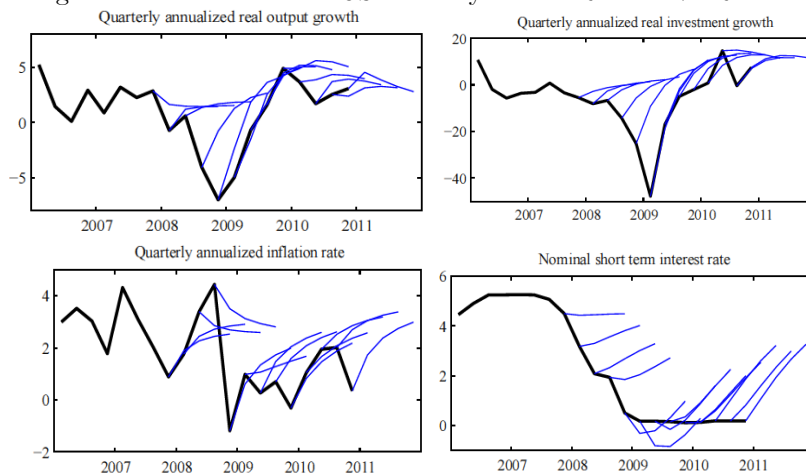 Quarterly annualized real output growth
Quarterly annualized real investment growth
5
0
−5
2007 2008 2009 2010 2011
20
0
−20
−40
2007 2008 2009 2010 2011
Quarterly annualized inflation rate
Nominal short term interest rate
4
2
0
−2
2007 2008 2009 2010 2011
6
4
2
0
2007 2008 2009 2010 2011